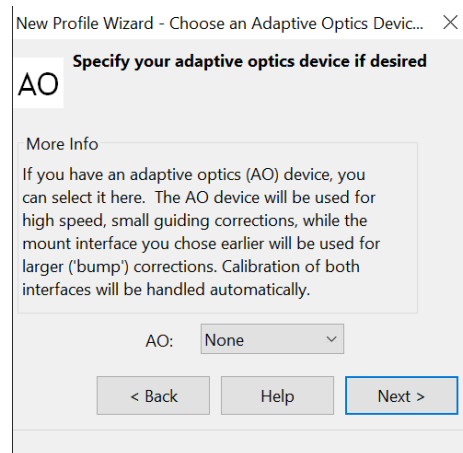 New Profile Wizard - Choose an Adaptive Optics Devic...
Specify your adaptive optics device if desired
AO
More Info
If you have an adaptive optics (AO) device, you
can select it here.  The AO device will be used for
high speed, small guiding corrections, while the
mount interface you chose earlier will be used for
larger ('bump') corrections. Calibration of both
interfaces will be handled automatically.
AO: None
< Back Help Next >